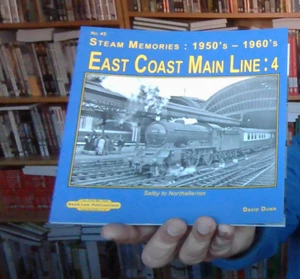 No. 45
STEAM MEMORIES : 1950's – 1960's
EAST COAST MAIN LINE : 4
Selby to Northallerton
DAVID DUNN